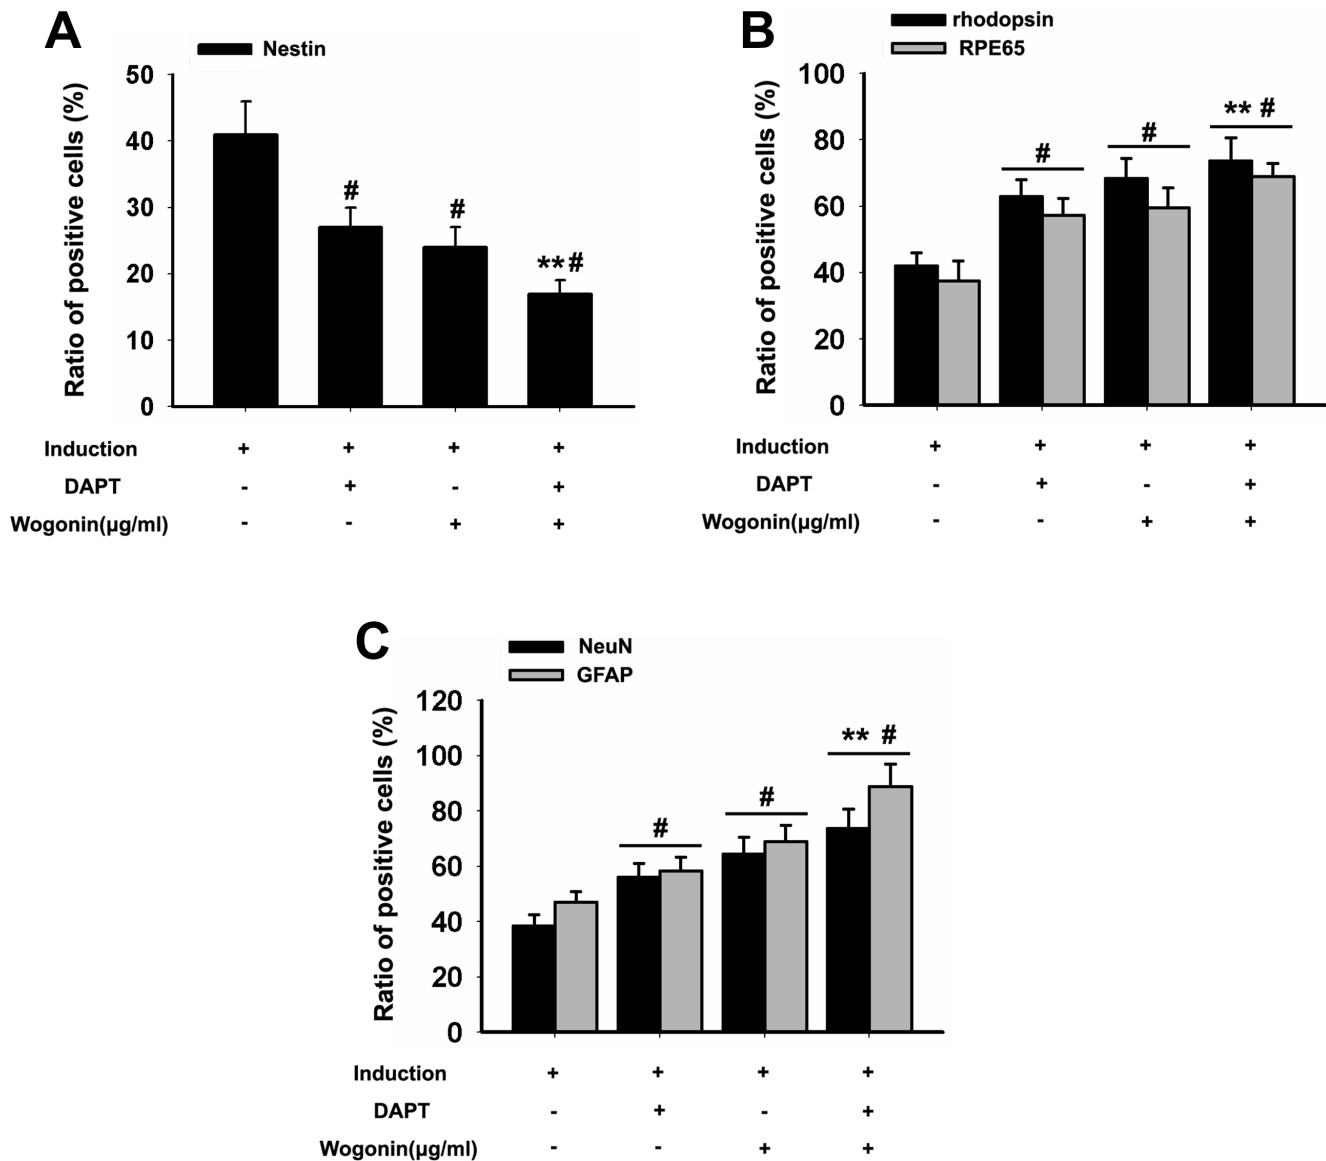 A
Nestin
Ratio of positive cells (%)
50
40
30
20
10
0
#
#
**#
Induction + + + +
DAPT - + - +
Wogonin(µg/ml) - - + +
B
rhodopsin
RPE65
Ratio of positive cells (%)
100
80
60
40
20
0
#
#
** #
Induction + + + +
DAPT - + - +
Wogonin(µg/ml) - - + +
C
NeuN
GFAP
Ratio of positive cells (%)
120
100
80
60
40
20
0
#
#
** #
Induction + + + +
DAPT - + - +
Wogonin(µg/ml) - - + +